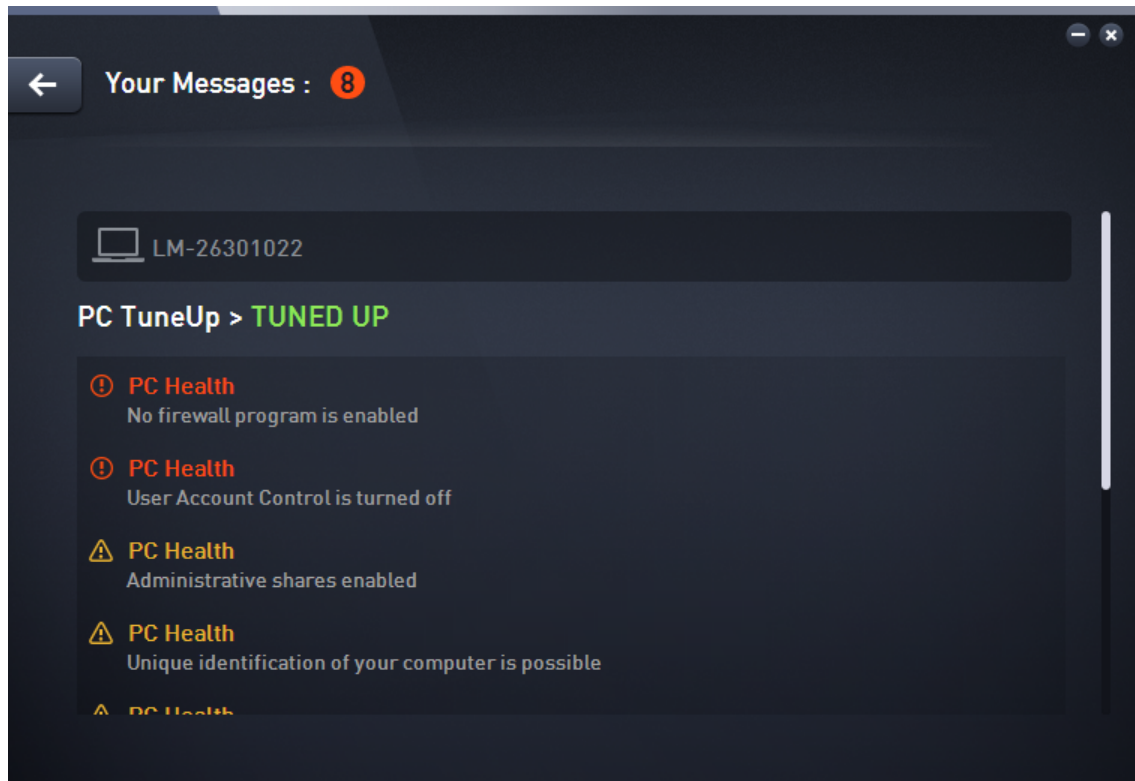 Your Messages : 8
LM-26301022
PC TuneUp > TUNED UP
PC Health
No firewall program is enabled
PC Health
User Account Control is turned off
PC Health
Administrative shares enabled
PC Health
Unique identification of your computer is possible
PC Health